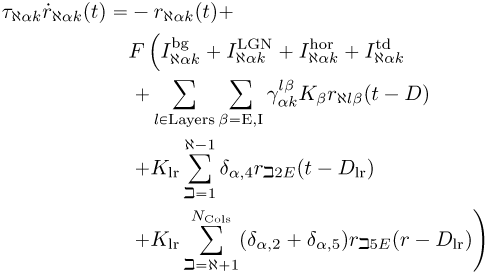 τ_{ℵαk} ṙ_{ℵαk}(t) = − r_{ℵαk}(t)+
F ( I^{bg}_{ℵαk} + I^{LGN}_{ℵαk} + I^{hor}_{ℵαk} + I^{td}_{ℵαk}
+ ∑_{l∈Layers} ∑_{β=E,I} γ^{lβ}_{αk} K_β r_{ℵlβ}(t − D)
+K_{lr} ∑_{ℶ=1}^{ℵ−1} δ_{α,4} r_{ℶ2E}(t − D_{lr})
+K_{lr} ∑_{ℶ=ℵ+1}^{N_{Cols}} (δ_{α,2} + δ_{α,5}) r_{ℶ5E}(r − D_{lr}) )